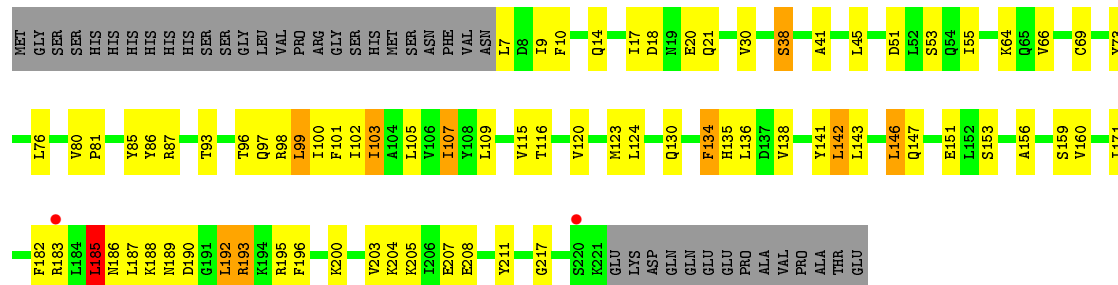 MET GLY SER SER HIS HIS HIS HIS HIS HIS SER SER GLY LEU VAL PRO ARG GLY SER HIS MET SER ASN PHE VAL ASN L7 D8 I9 F10 Q14 I17 D18 N19 E20 Q21 V30 S38 A41 L45 D51 L52 S53 Q54 I55 K64 Q65 V66 C69 Y73
L76 V80 P81 Y85 Y86 R87 T93 T96 Q97 R98 L99 I100 F101 I102 I103 A104 L105 V106 I107 Y108 L109 V115 T116 V120 M123 L124 Q130 F134 H135 L136 D137 V138 Y141 L142 L143 L146 Q147 E151 L152 S153 A156 S159 V160 L171
F182 R183 L184 L185 N186 L187 K188 N189 D190 G191 L192 R193 K194 R195 F196 K200 V203 K204 K205 I206 E207 E208 Y211 G217 S220 K221 GLU LYS ASP GLN GLN GLU GLU PRO ALA VAL PRO ALA THR GLU